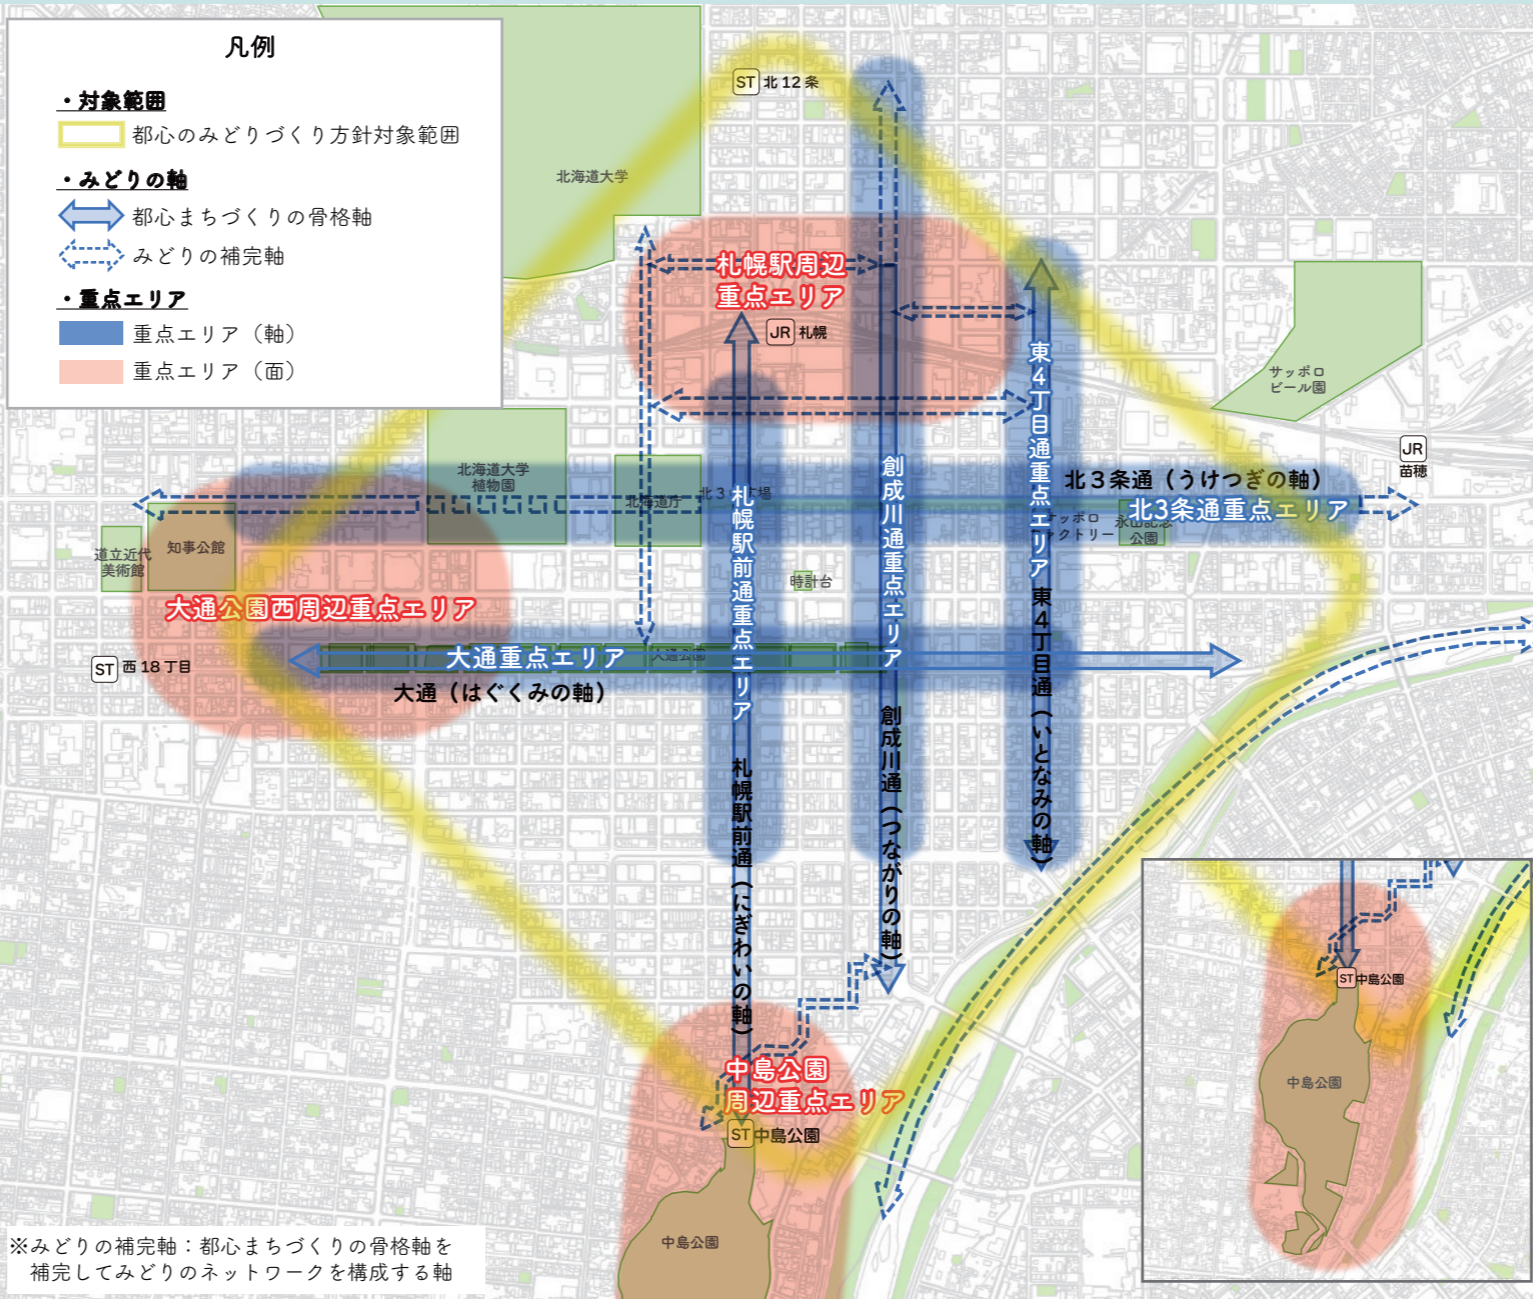 凡例
・対象範囲
都心のみどりづくり方針対象範囲
・みどりの軸
都心まちづくりの骨格軸
みどりの補完軸
・重点エリア
重点エリア（軸）
重点エリア（面）
ST 北12条
北海道大学
札幌駅周辺
重点エリア
JR 札幌
サッポロ
ビール園
JR
苗穂
北海道大学
植物園
北海道庁
北3
場
北３条通（うけつぎの軸）
北3条通重点エリア
永山記念
公園
道立近代
美術館
知事公館
時計台
大通公園西周辺重点エリア
ST 西18丁目
大通重点エリア
大通公園
大通（はぐくみの軸）
札幌駅前通重点エリア
札幌駅前通（にぎわいの軸）
創成川通重点エリア
創成川通（つながりの軸）
東４丁目通重点エリア
東４丁目通（いとなみの軸）
中島公園
周辺重点エリア
ST 中島公園
中島公園
ST 中島公園
中島公園
※みどりの補完軸：都心まちづくりの骨格軸を
補完してみどりのネットワークを構成する軸